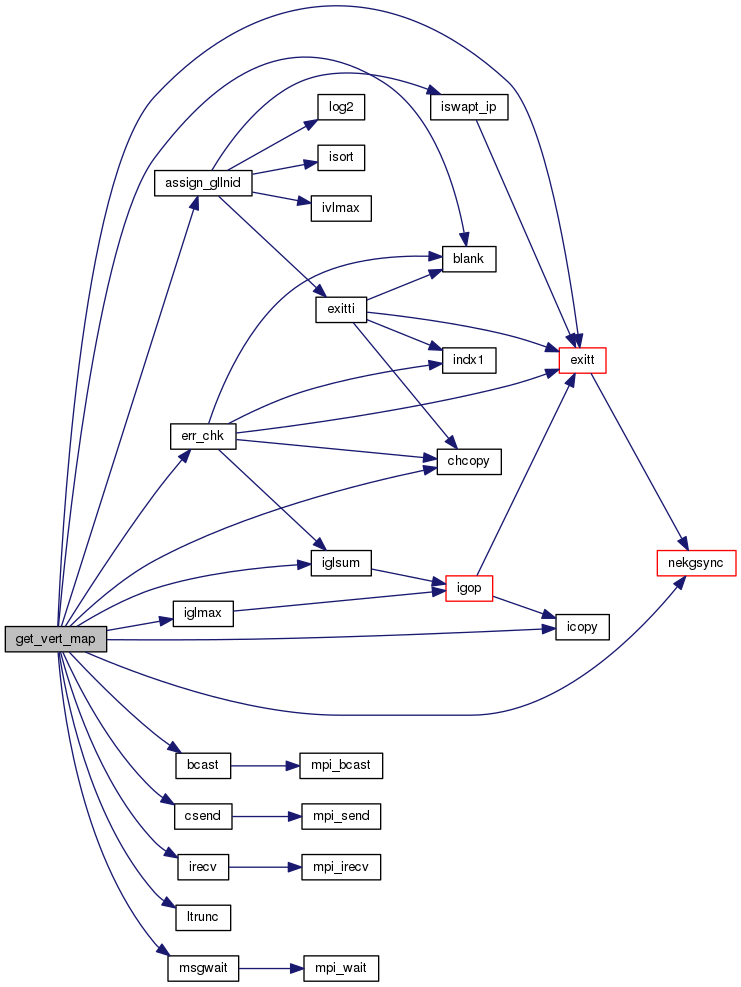 log2
iswapt_ip
isort
assign_gllnid
ivlmax
blank
exitti
indx1
exitt
err_chk
chcopy
iglsum
nekgsync
igop
iglmax
icopy
get_vert_map
bcast
mpi_bcast
csend
mpi_send
irecv
mpi_irecv
ltrunc
msgwait
mpi_wait